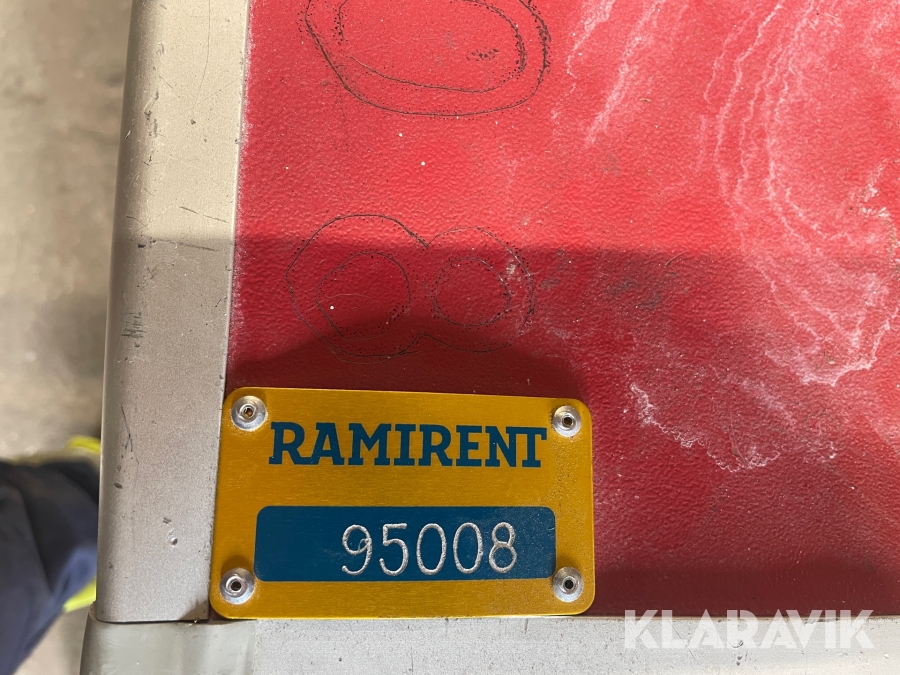 RAMIRENT
95008
KLARAVIK